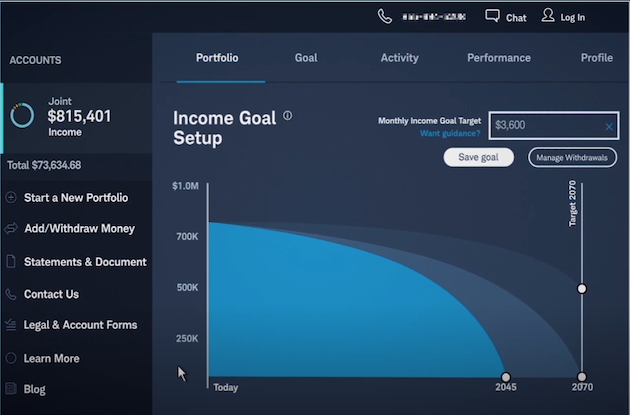 Chat
Log In
ACCOUNTS
Portfolio
Goal
Activity
Performance
Profile
Joint
$815,401
Income
Total $73,634.68
Start a New Portfolio
Add/Withdraw Money
Statements & Document
Contact Us
Legal & Account Forms
Learn More
Blog
Income Goal
Setup
Monthly Income Goal Target
Want guidance?
$3,600
Save goal
Manage Withdrawals
$1.0M
700K
500K
250K
Target 2070
Today
2045
2070